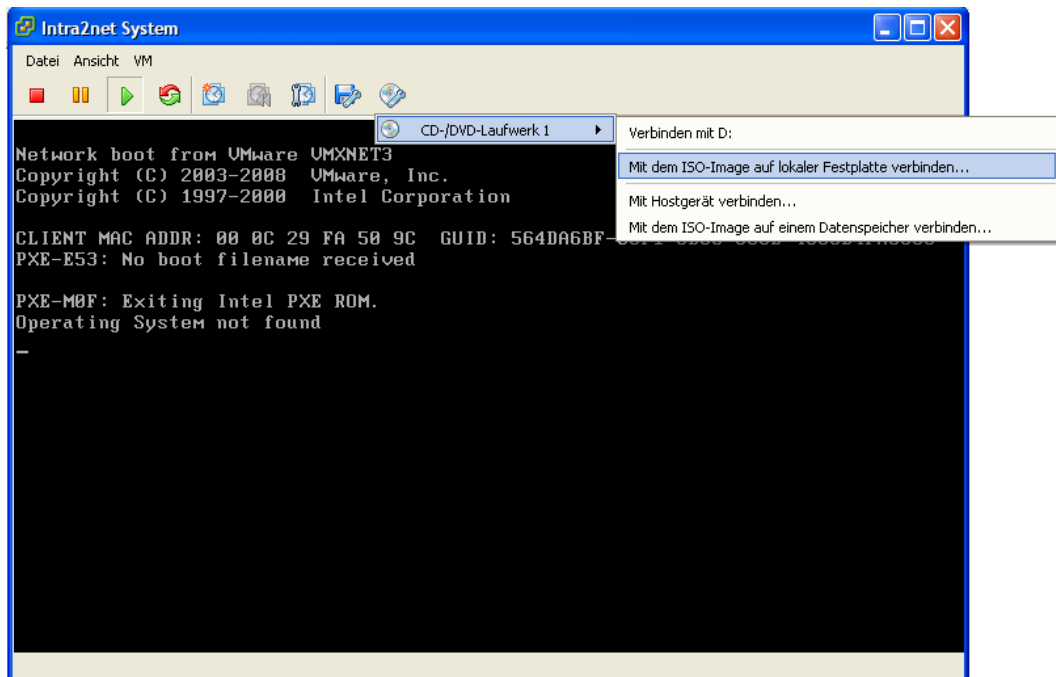 Intra2net System
Datei Ansicht VM
CD-/DVD-Laufwerk 1
Verbinden mit D:
Mit dem ISO-Image auf lokaler Festplatte verbinden...
Mit Hostgerät verbinden...
Mit dem ISO-Image auf einem Datenspeicher verbinden...
Network boot from VMware VMXNET3
Copyright (C) 2003-2008 VMware, Inc.
Copyright (C) 1997-2000 Intel Corporation
CLIENT MAC ADDR: 00 0C 29 FA 50 9C GUID: 564DA6BF-
PXE-E53: No boot filename received
PXE-M0F: Exiting Intel PXE ROM.
Operating System not found